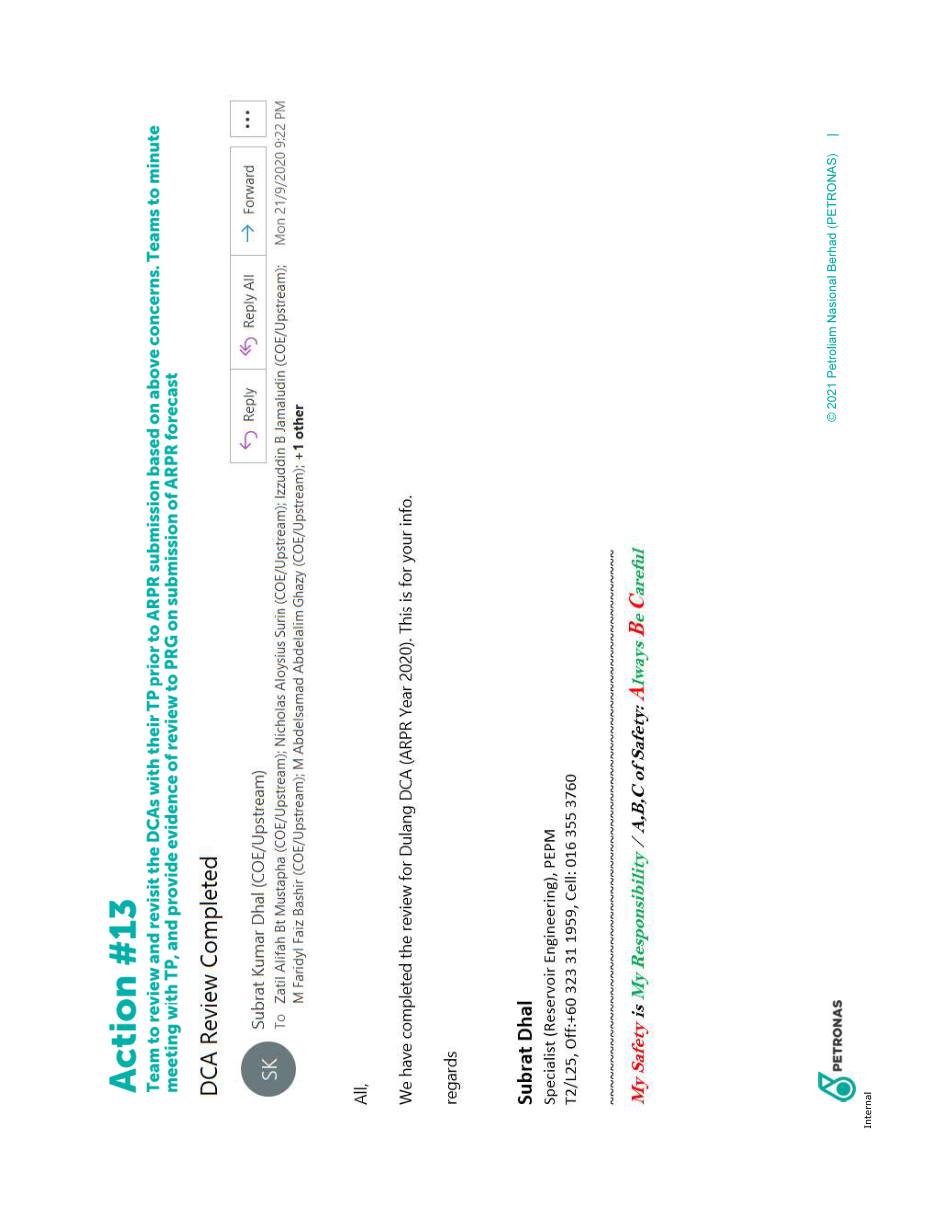 Action #13
Team to review and revisit the DCAs with their TP prior to ARPR submission based on above concerns. Teams to minute
meeting with TP, and provide evidence of review to PRG on submission of ARPR forecast
DCA Review Completed
Reply
Reply All
Forward
...
SK
Subrat Kumar Dhal (COE/Upstream)
To Zatil Alifah Bt Mustapha (COE/Upstream); Nicholas Aloysius Surin (COE/Upstream); Izzuddin B Jamaludin (COE/Upstream);
Mon 21/9/2020 9:22 PM
M Faridyl Faiz Bashir (COE/Upstream); M Abdelsamad Abdelalim Ghazy (COE/Upstream); +1 other
All,
We have completed the review for Dulang DCA (ARPR Year 2020). This is for your info.
regards
Subrat Dhal
Specialist (Reservoir Engineering), PEPM
T2/L25, Off:+60 323 31 1959, Cell: 016 355 3760
My Safety is My Responsibility / A,B,C of Safety: Always Be Careful
PETRONAS
© 2021 Petroliam Nasional Berhad (PETRONAS) |
Internal